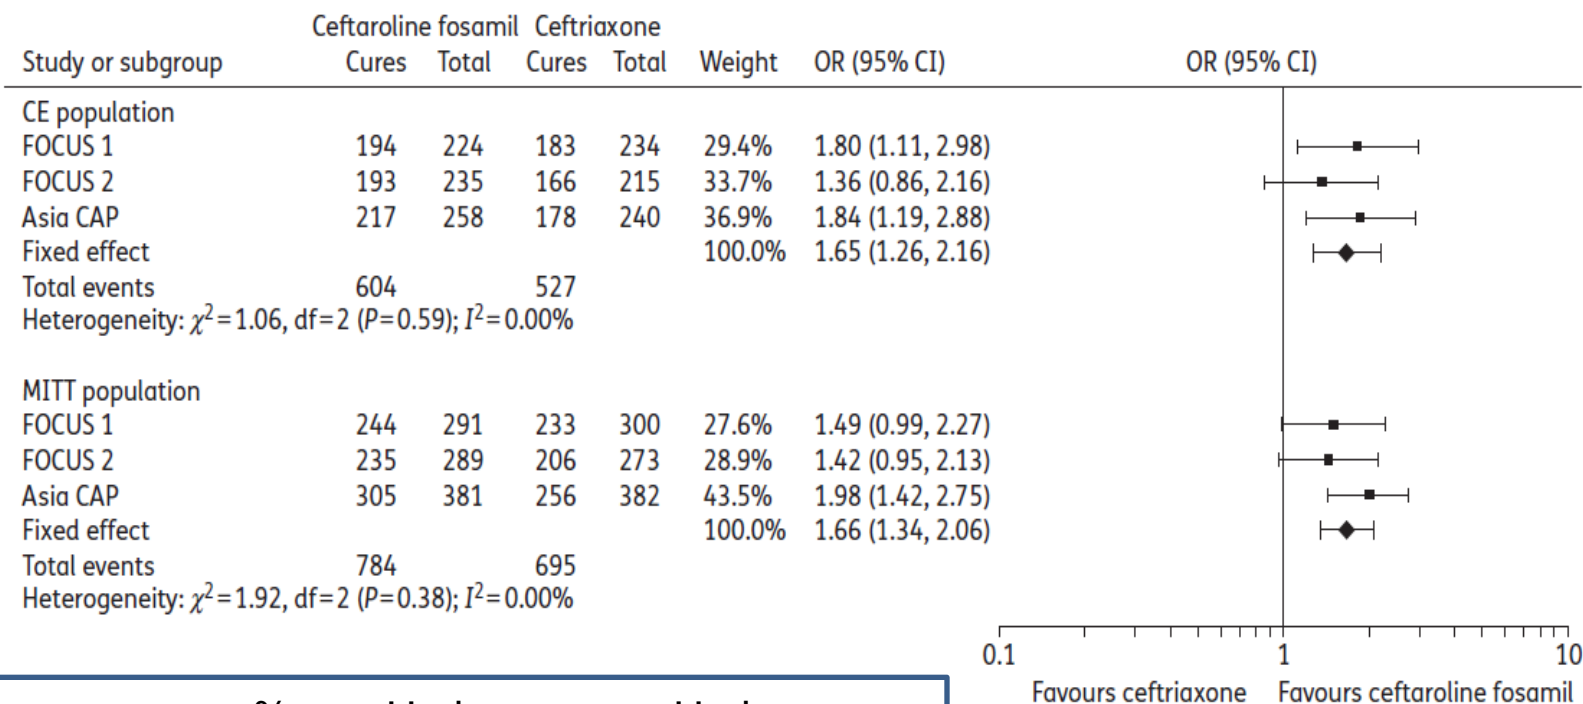 Ceftaroline fosamil Ceftriaxone
Study or subgroup Cures Total Cures Total Weight OR (95% CI) OR (95% CI)
CE population
FOCUS 1 194 224 183 234 29.4% 1.80 (1.11, 2.98)
FOCUS 2 193 235 166 215 33.7% 1.36 (0.86, 2.16)
Asia CAP 217 258 178 240 36.9% 1.84 (1.19, 2.88)
Fixed effect 100.0% 1.65 (1.26, 2.16)
Total events 604 527
Heterogeneity: χ²=1.06, df=2 (P=0.59); I²=0.00%
MITT population
FOCUS 1 244 291 233 300 27.6% 1.49 (0.99, 2.27)
FOCUS 2 235 289 206 273 28.9% 1.42 (0.95, 2.13)
Asia CAP 305 381 256 382 43.5% 1.98 (1.42, 2.75)
Fixed effect 100.0% 1.66 (1.34, 2.06)
Total events 784 695
Heterogeneity: χ²=1.92, df=2 (P=0.38); I²=0.00%
0.1 1 10
Favours ceftriaxone Favours ceftaroline fosamil